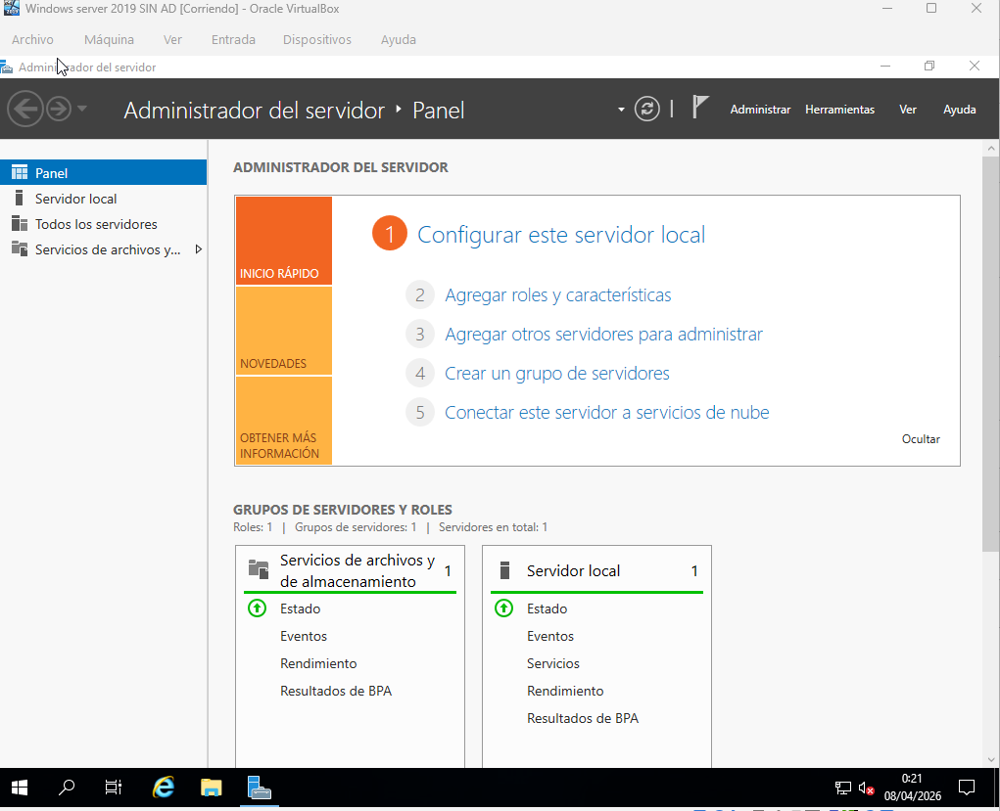 Windows server 2019 SIN AD [Corriendo] - Oracle VirtualBox
Archivo Máquina Ver Entrada Dispositivos Ayuda
Administrador del servidor
Administrador del servidor ‣ Panel
Administrar Herramientas Ver Ayuda
Panel
Servidor local
Todos los servidores
Servicios de archivos y...
ADMINISTRADOR DEL SERVIDOR
INICIO RÁPIDO
NOVEDADES
OBTENER MÁS
INFORMACIÓN
1 Configurar este servidor local
2 Agregar roles y características
3 Agregar otros servidores para administrar
4 Crear un grupo de servidores
5 Conectar este servidor a servicios de nube
Ocultar
GRUPOS DE SERVIDORES Y ROLES
Roles: 1 | Grupos de servidores: 1 | Servidores en total: 1
Servicios de archivos y
de almacenamiento 1
Estado
Eventos
Rendimiento
Resultados de BPA
Servidor local 1
Estado
Eventos
Servicios
Rendimiento
Resultados de BPA
0:21
08/04/2026